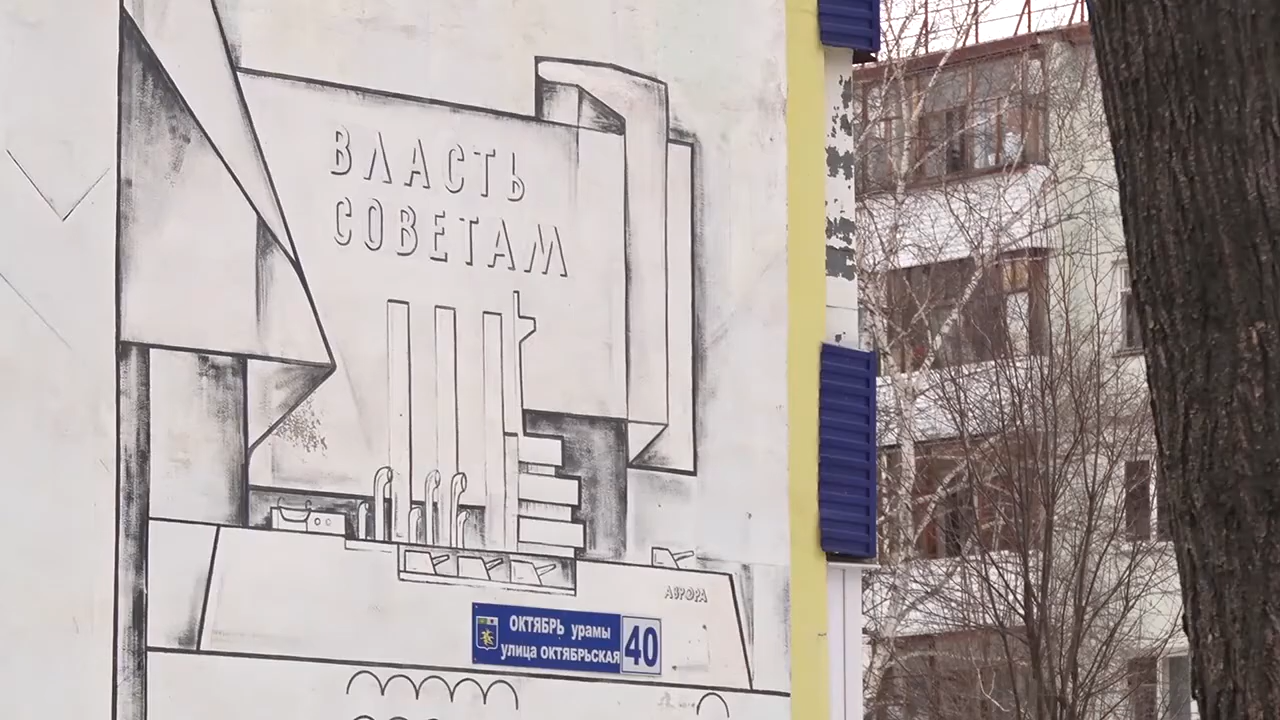 ВЛАСТЬ
СОВЕТАМ
АВРОРА
ОКТЯБРЬ урамы
улица ОКТЯБРЬСКАЯ
40